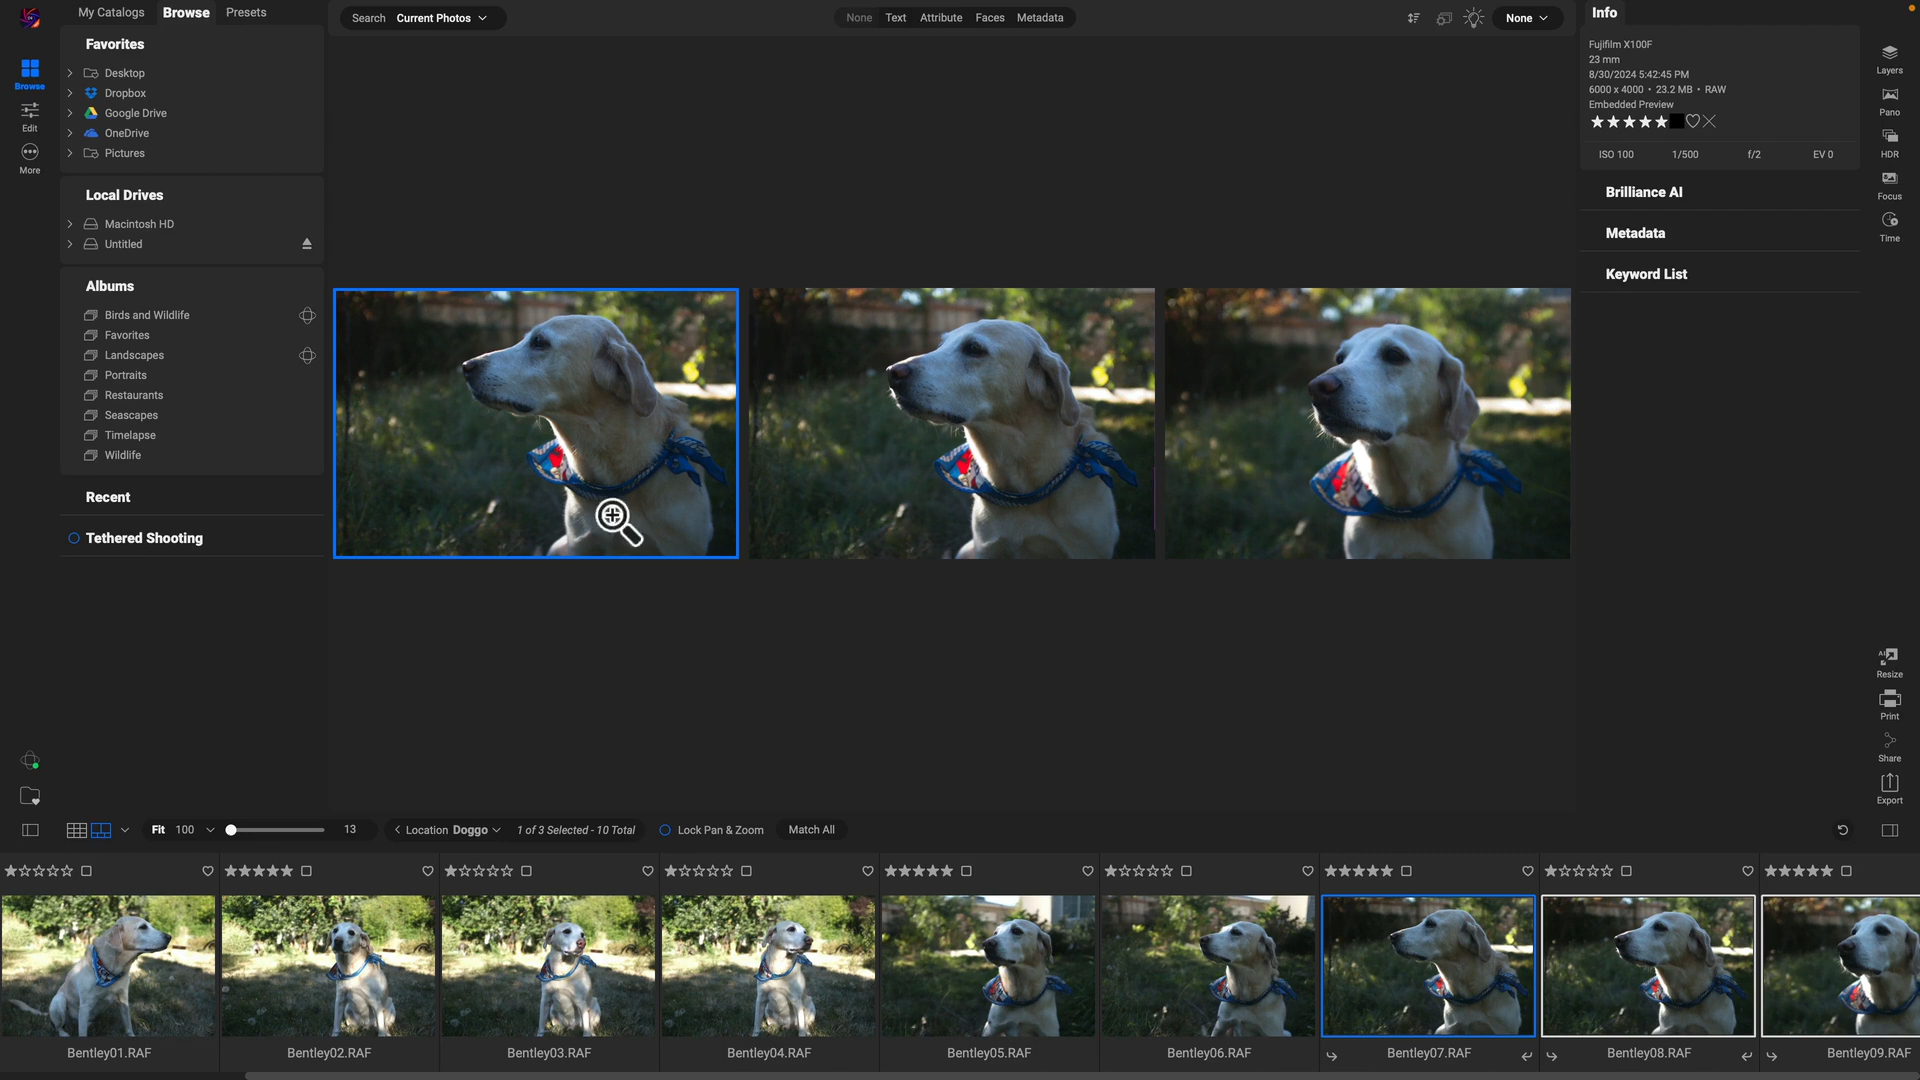 My Catalogs Browse Presets
Search Current Photos
None Text Attribute Faces Metadata
None
Info
Browse
Edit
More
Favorites
Desktop
Dropbox
Google Drive
OneDrive
Pictures
Local Drives
Macintosh HD
Untitled
Albums
Birds and Wildlife
Favorites
Landscapes
Portraits
Restaurants
Seascapes
Timelapse
Wildlife
Recent
Tethered Shooting
Fujifilm X100F
23 mm
8/30/2024 5:42:45 PM
6000 x 4000 • 23.2 MB • RAW
Embedded Preview
ISO 100 1/500 f/2 EV 0
Brilliance AI
Metadata
Keyword List
Layers
Pano
HDR
Focus
Time
AI
Resize
Print
Share
Export
Fit 100 13 Location Doggo 1 of 3 Selected - 10 Total Lock Pan & Zoom Match All
Bentley01.RAF Bentley02.RAF Bentley03.RAF Bentley04.RAF Bentley05.RAF Bentley06.RAF Bentley07.RAF Bentley08.RAF Bentley09.RAF